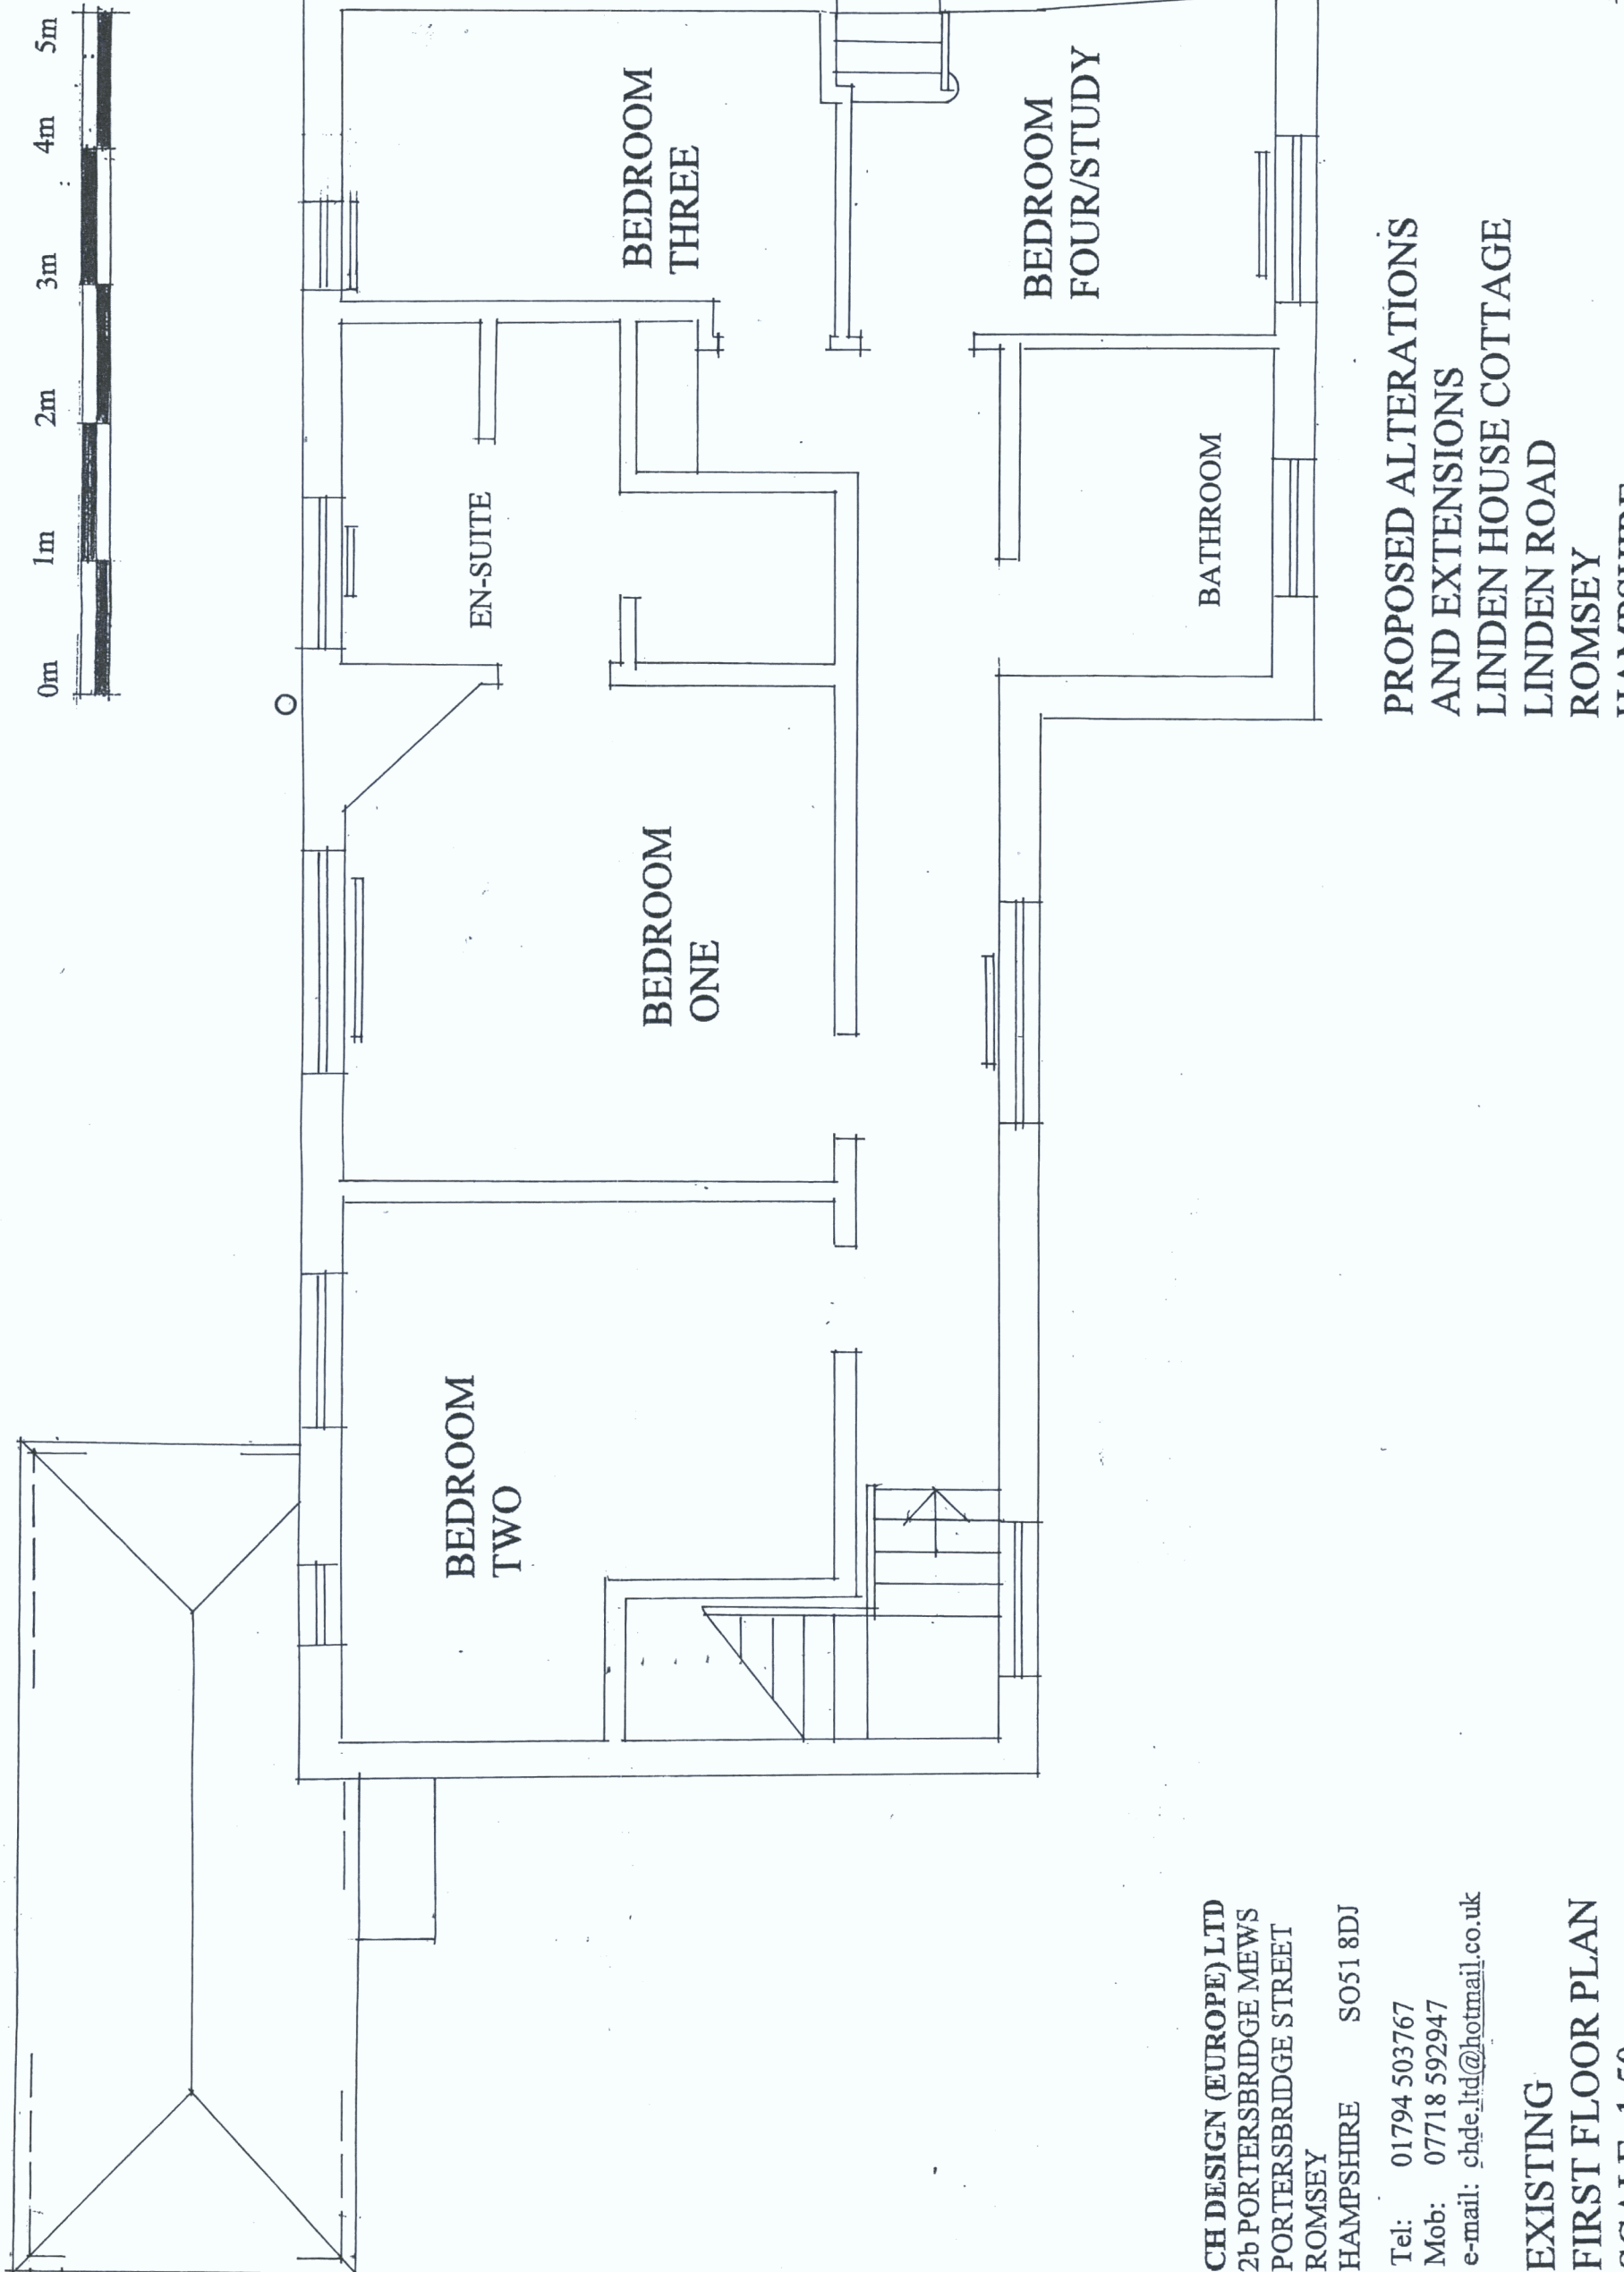 0m 1m 2m 3m 4m 5m
BEDROOM
TWO
BEDROOM
ONE
EN-SUITE
BEDROOM
THREE
BATHROOM
BEDROOM
FOUR/STUDY
CH DESIGN (EUROPE) LTD
2b PORTERSBRIDGE MEWS
PORTERSBRIDGE STREET
ROMSEY
HAMPSHIRE SO51 8DJ
Tel: 01794 503767
Mob: 07718 592947
e-mail: chde.ltd@hotmail.co.uk
EXISTING
FIRST FLOOR PLAN
PROPOSED ALTERATIONS
AND EXTENSIONS
LINDEN HOUSE COTTAGE
LINDEN ROAD
ROMSEY